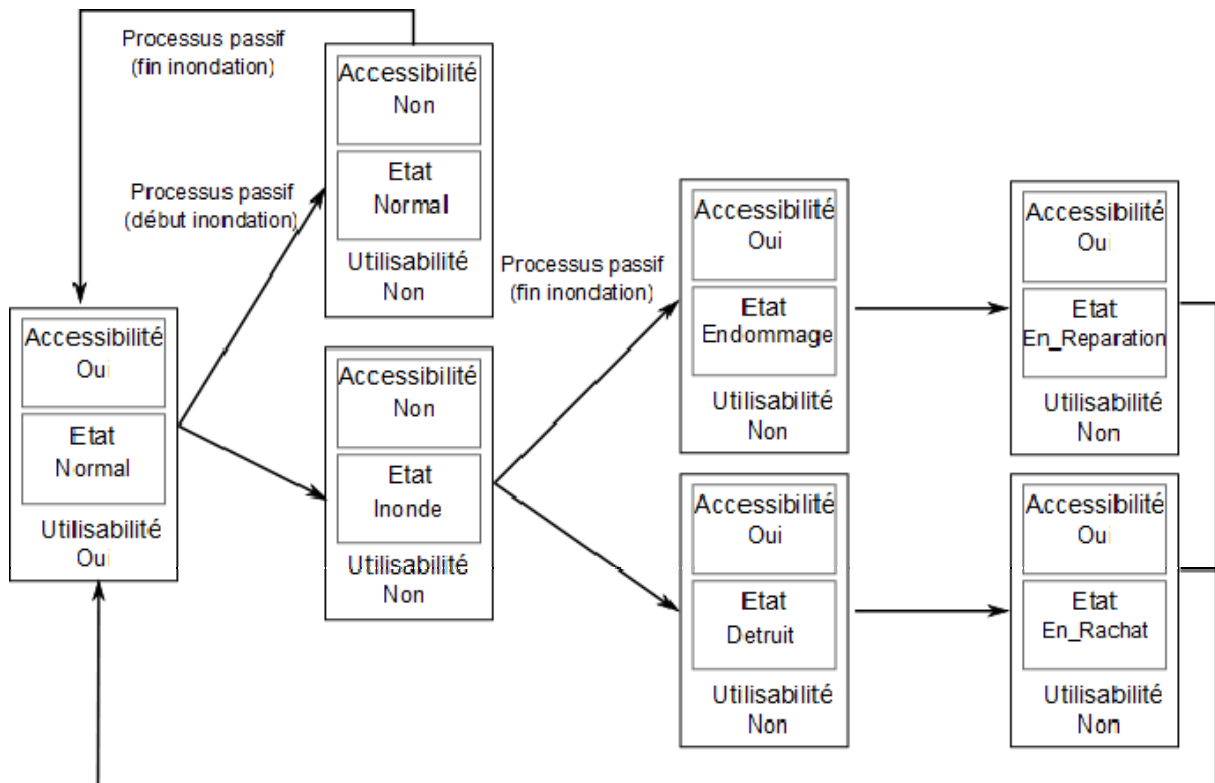 Processus passif
(fin inondation)
Accessibilité
Non
Etat
Normal
Utilisabilité
Non
Processus passif
(début inondation)
Accessibilité
Oui
Etat
Normal
Utilisabilité
Oui
Accessibilité
Non
Etat
Inonde
Utilisabilité
Non
Processus passif
(fin inondation)
Accessibilité
Oui
Etat
Endommage
Utilisabilité
Non
Accessibilité
Oui
Etat
En_Reparation
Utilisabilité
Non
Accessibilité
Oui
Etat
Detruit
Utilisabilité
Non
Accessibilité
Oui
Etat
En_Rachat
Utilisabilité
Non